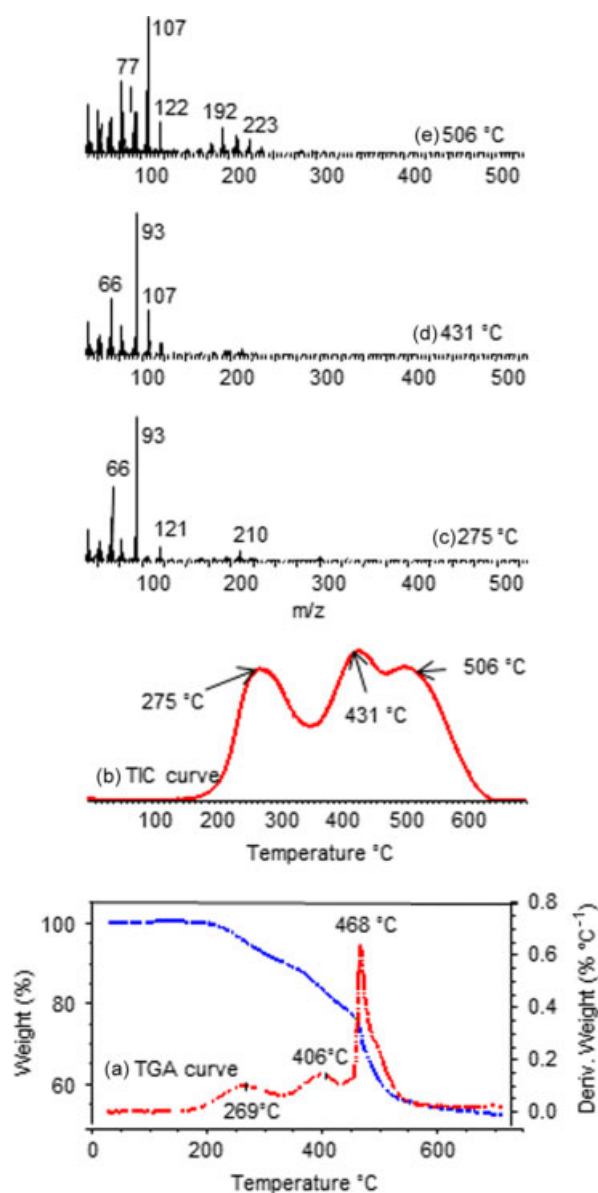 107
77
122
192
223
(e) 506 °C
100 200 300 400 500
93
66
107
(d) 431 °C
100 200 300 400 500
93
66
121
210
(c) 275 °C
100 200 300 400 500
m/z
506 °C
275 °C
431 °C
(b) TIC curve
100 200 300 400 500 600
Temperature °C
0.8
100
468 °C
0.6
80
0.4
(a) TGA curve
406°C
0.2
60
269°C
0.0
0 200 400 600
Temperature °C
Weight (%)
Deriv. Weight (% °C⁻¹)